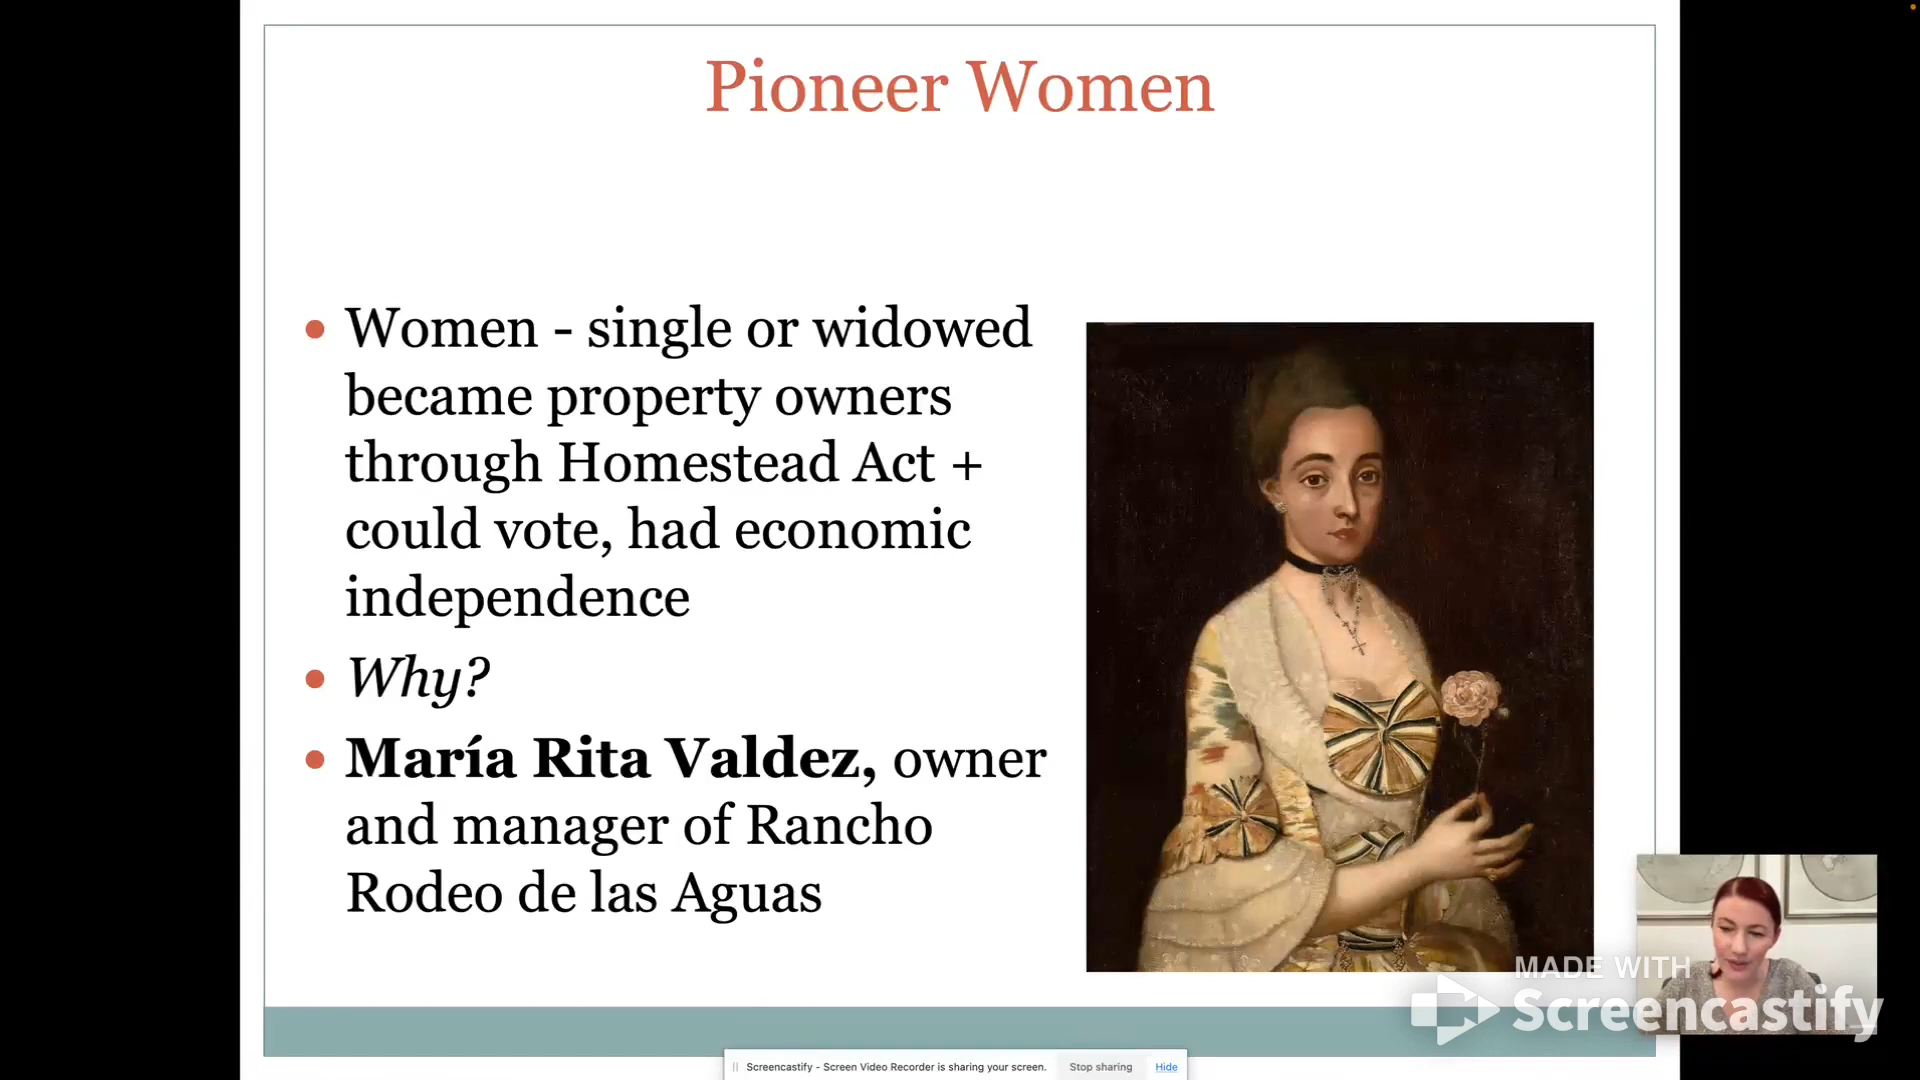 Pioneer Women
Women - single or widowed
became property owners
through Homestead Act +
could vote, had economic
independence
Why?
María Rita Valdez, owner
and manager of Rancho
Rodeo de las Aguas
MADE WITH
Screencastify
Screencastify - Screen Video Recorder is sharing your screen. Stop sharing Hide